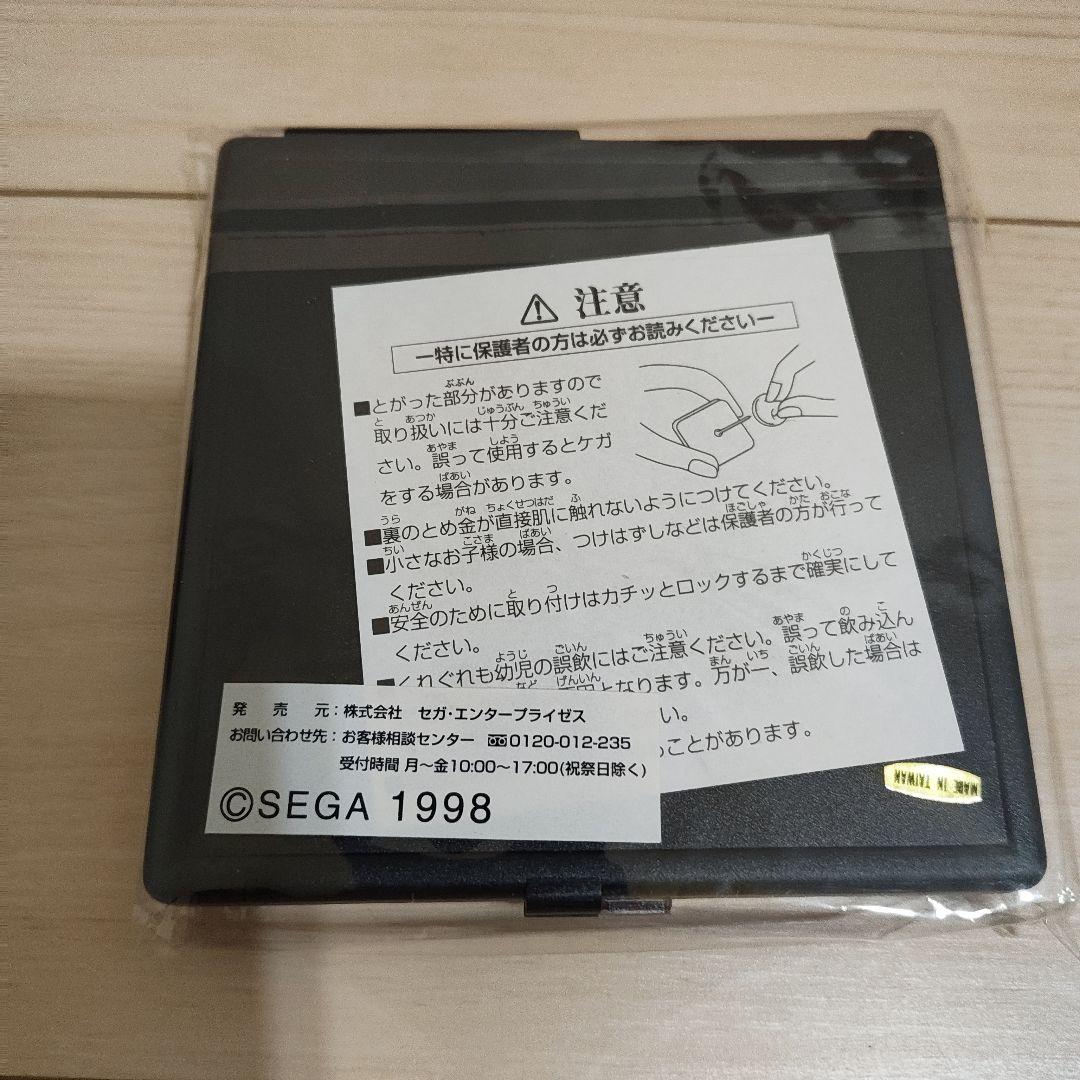 注意
ー特に保護者の方は必ずお読みくださいー
■とがった部分がありますので
取り扱いには十分ご注意くだ
さい。誤って使用するとケガ
をする場合があります。
■裏のとめ金が直接肌に触れないようにつけてください。
■小さなお子様の場合、つけはずしなどは保護者の方が行って
ください。
■安全のために取り付けはカチッとロックするまで確実にして
ください。
■くれぐれも幼児の誤飲にはご注意ください。誤って飲み込ん
となります。万が一、誤飲した場合は
い。
ことがあります。
発売元：株式会社 セガ・エンタープライゼス
お問い合わせ先：お客様相談センター 0120-012-235
受付時間 月～金10:00～17:00(祝祭日除く)
©SEGA 1998
MADE IN TAIWAN